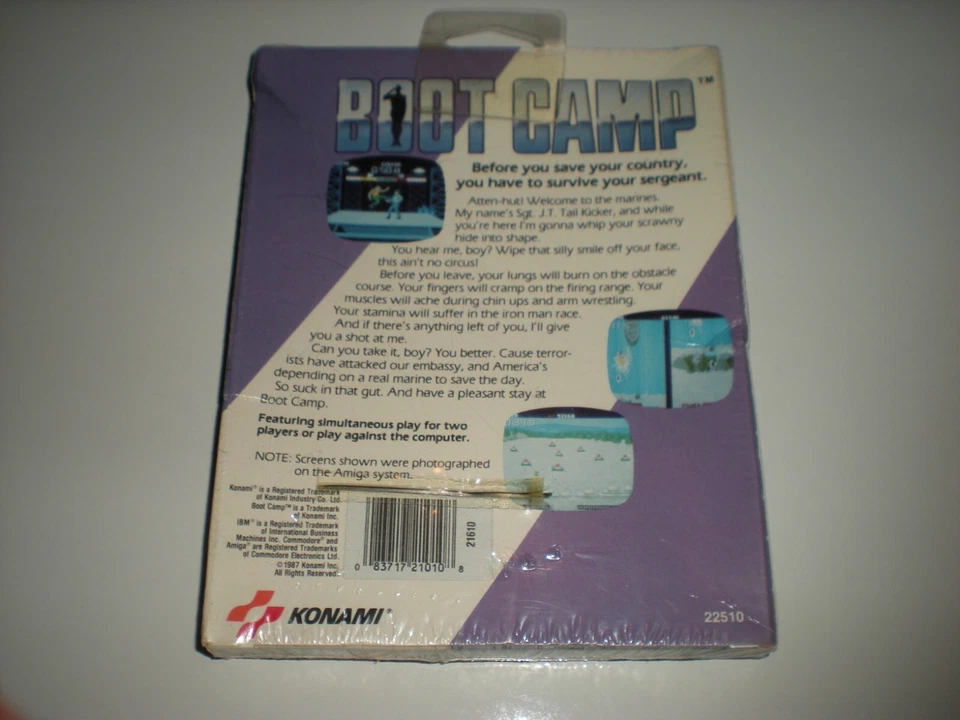 BOOT CAMP™
Before you save your country,
you have to survive your sergeant.
Atten-hut! Welcome to the marines.
My name's Sgt. J.T. Tail Kicker, and while
you're here I'm gonna whip your scrawny
hide into shape.
You hear me, boy? Wipe that silly smile off your face,
this ain't no circus!
Before you leave, your lungs will burn on the obstacle
course. Your fingers will cramp on the firing range. Your
muscles will ache during chin ups and arm wrestling.
Your stamina will suffer in the iron man race.
And if there's anything left of you, I'll give
you a shot at me.
Can you take it, boy? You better. Cause terror-
ists have attacked our embassy, and America's
depending on a real marine to save the day.
So suck in that gut. And have a pleasant stay at
Boot Camp.
Featuring simultaneous play for two
players or play against the computer.
NOTE: Screens shown were photographed
on the Amiga system.
Konami® is a Registered Trademark
of Konami Industry Co. Ltd.
Boot Camp™ is a Trademark
of Konami Inc.
IBM® is a Registered Trademark
of International Business
Machines Inc. Commodore® and
Amiga® are Registered Trademarks
of Commodore Electronics Ltd.
© 1987 Konami Inc.
All Rights Reserved.
21610
0 83717 21010 8
KONAMI®
22510